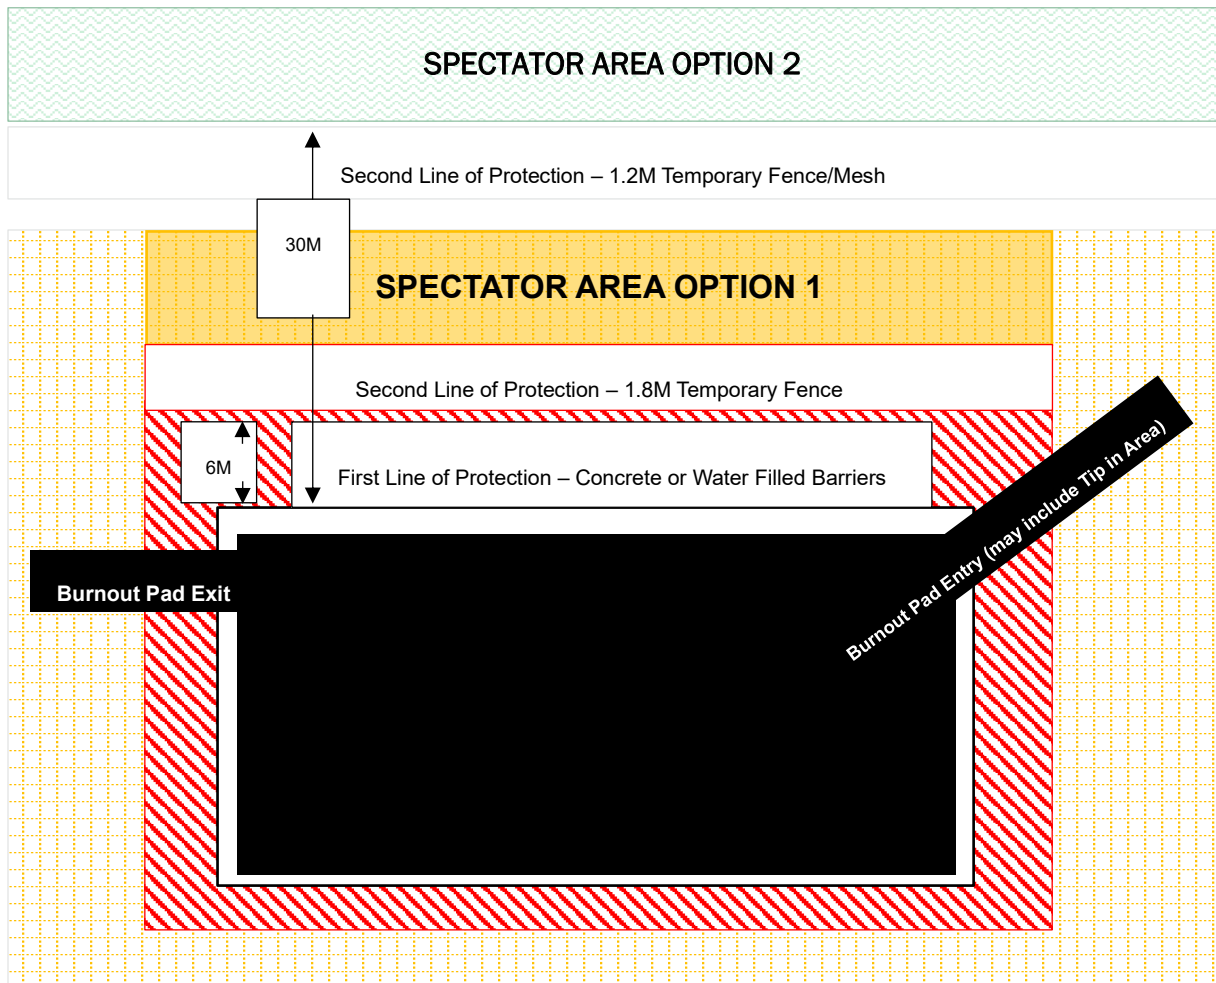 SPECTATOR AREA OPTION 2
Second Line of Protection – 1.2M Temporary Fence/Mesh
30M
SPECTATOR AREA OPTION 1
Second Line of Protection – 1.8M Temporary Fence
6M
First Line of Protection – Concrete or Water Filled Barriers
Burnout Pad Entry (may include Tip in Area)
Burnout Pad Exit